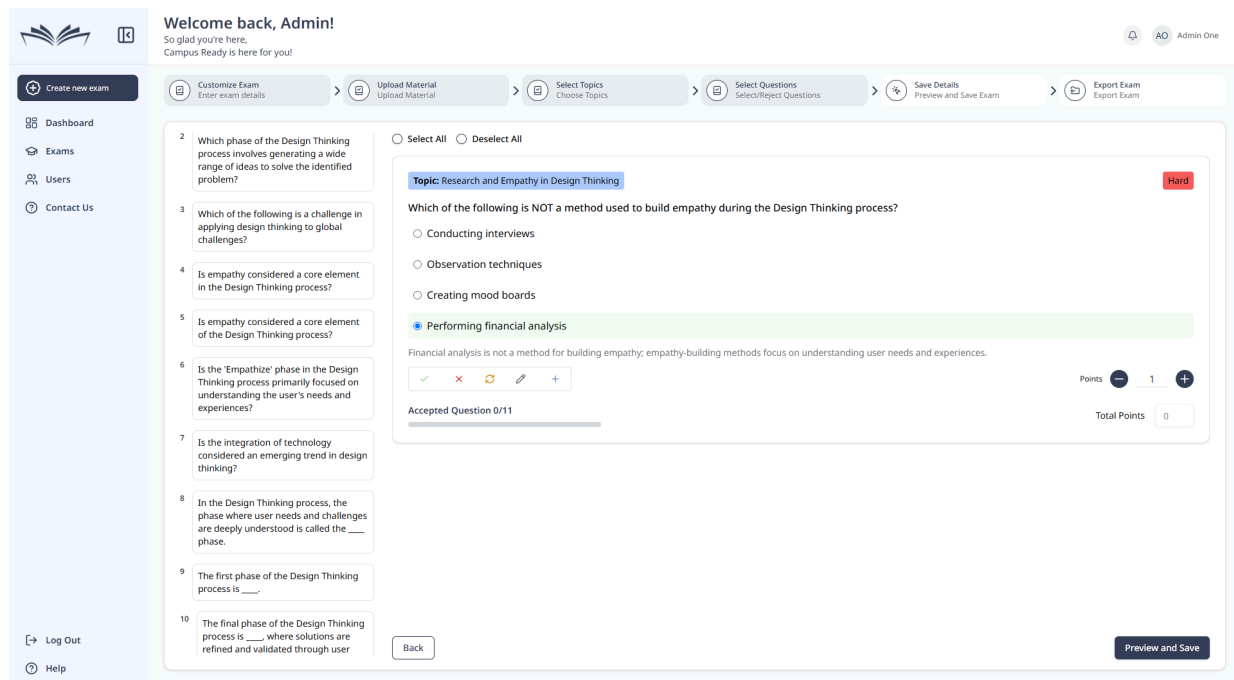 Welcome back, Admin!
So glad you're here,
Campus Ready is here for you!
AO Admin One
Create new exam
Dashboard
Exams
Users
Contact Us
Log Out
Help
Customize Exam
Enter exam details
Upload Material
Upload Material
Select Topics
Choose Topics
Select Questions
Select/Reject Questions
Save Details
Preview and Save Exam
Export Exam
Export Exam
2 Which phase of the Design Thinking
process involves generating a wide
range of ideas to solve the identified
problem?
3 Which of the following is a challenge in
applying design thinking to global
challenges?
4 Is empathy considered a core element
in the Design Thinking process?
5 Is empathy considered a core element
of the Design Thinking process?
6 Is the 'Empathize' phase in the Design
Thinking process primarily focused on
understanding the user's needs and
experiences?
7 Is the integration of technology
considered an emerging trend in design
thinking?
8 In the Design Thinking process, the
phase where user needs and challenges
are deeply understood is called the ____
phase.
9 The first phase of the Design Thinking
process is ____.
10 The final phase of the Design Thinking
process is ____, where solutions are
refined and validated through user
Select All Deselect All
Topic: Research and Empathy in Design Thinking Hard
Which of the following is NOT a method used to build empathy during the Design Thinking process?
Conducting interviews
Observation techniques
Creating mood boards
Performing financial analysis
Financial analysis is not a method for building empathy; empathy-building methods focus on understanding user needs and experiences.
Points 1
Accepted Question 0/11
Total Points 0
Back
Preview and Save